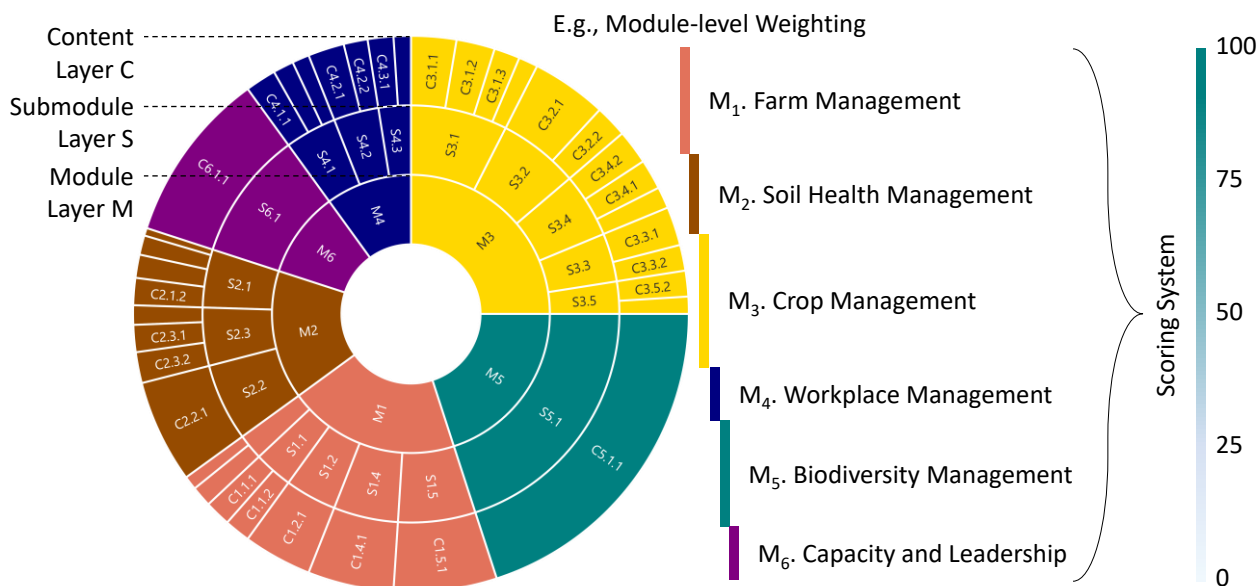 E.g., Module-level Weighting
Content
Layer C
Submodule
Layer S
Module
Layer M
C3.1.1
C3.1.2
C3.1.3
C3.2.1
C3.2.2
C3.4.2
C3.4.1
C3.3.1
C3.3.2
C3.5.2
S3.1
S3.2
S3.4
S3.3
S3.5
M3
M5
S5.1
C5.1.1
M1
S1.1
S1.2
S1.4
S1.5
C1.1.1
C1.1.2
C1.2.1
C1.4.1
C1.5.1
M2
S2.1
S2.3
S2.2
C2.1.2
C2.3.1
C2.3.2
C2.2.1
M6
S6.1
C6.1.1
M4
S4.1
S4.2
S4.3
C4.1.1
C4.2.1
C4.2.2
C4.3.1
M1. Farm Management
M2. Soil Health Management
M3. Crop Management
M4. Workplace Management
M5. Biodiversity Management
M6. Capacity and Leadership
Scoring System
100
75
50
25
0